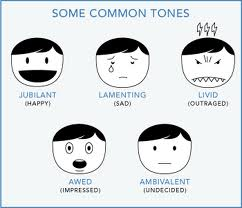 SOME COMMON TONES
JUBILANT
(HAPPY)
LAMENTING
(SAD)
LIVID
(OUTRAGED)
AWED
(IMPRESSED)
AMBIVALENT
(UNDECIDED)